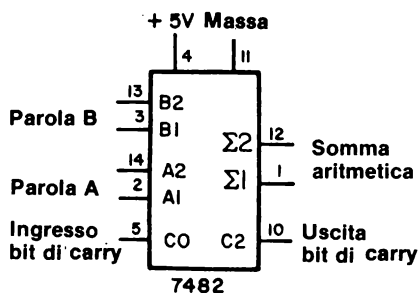 + 5V Massa
4 11
13 B2
Parola B
3 B1
Σ2 12
Somma
aritmetica
14 A2
Σ1 1
Parola A
2 A1
Ingresso
bit di carry
5 C0
C2 10
Uscita
bit di carry
7482